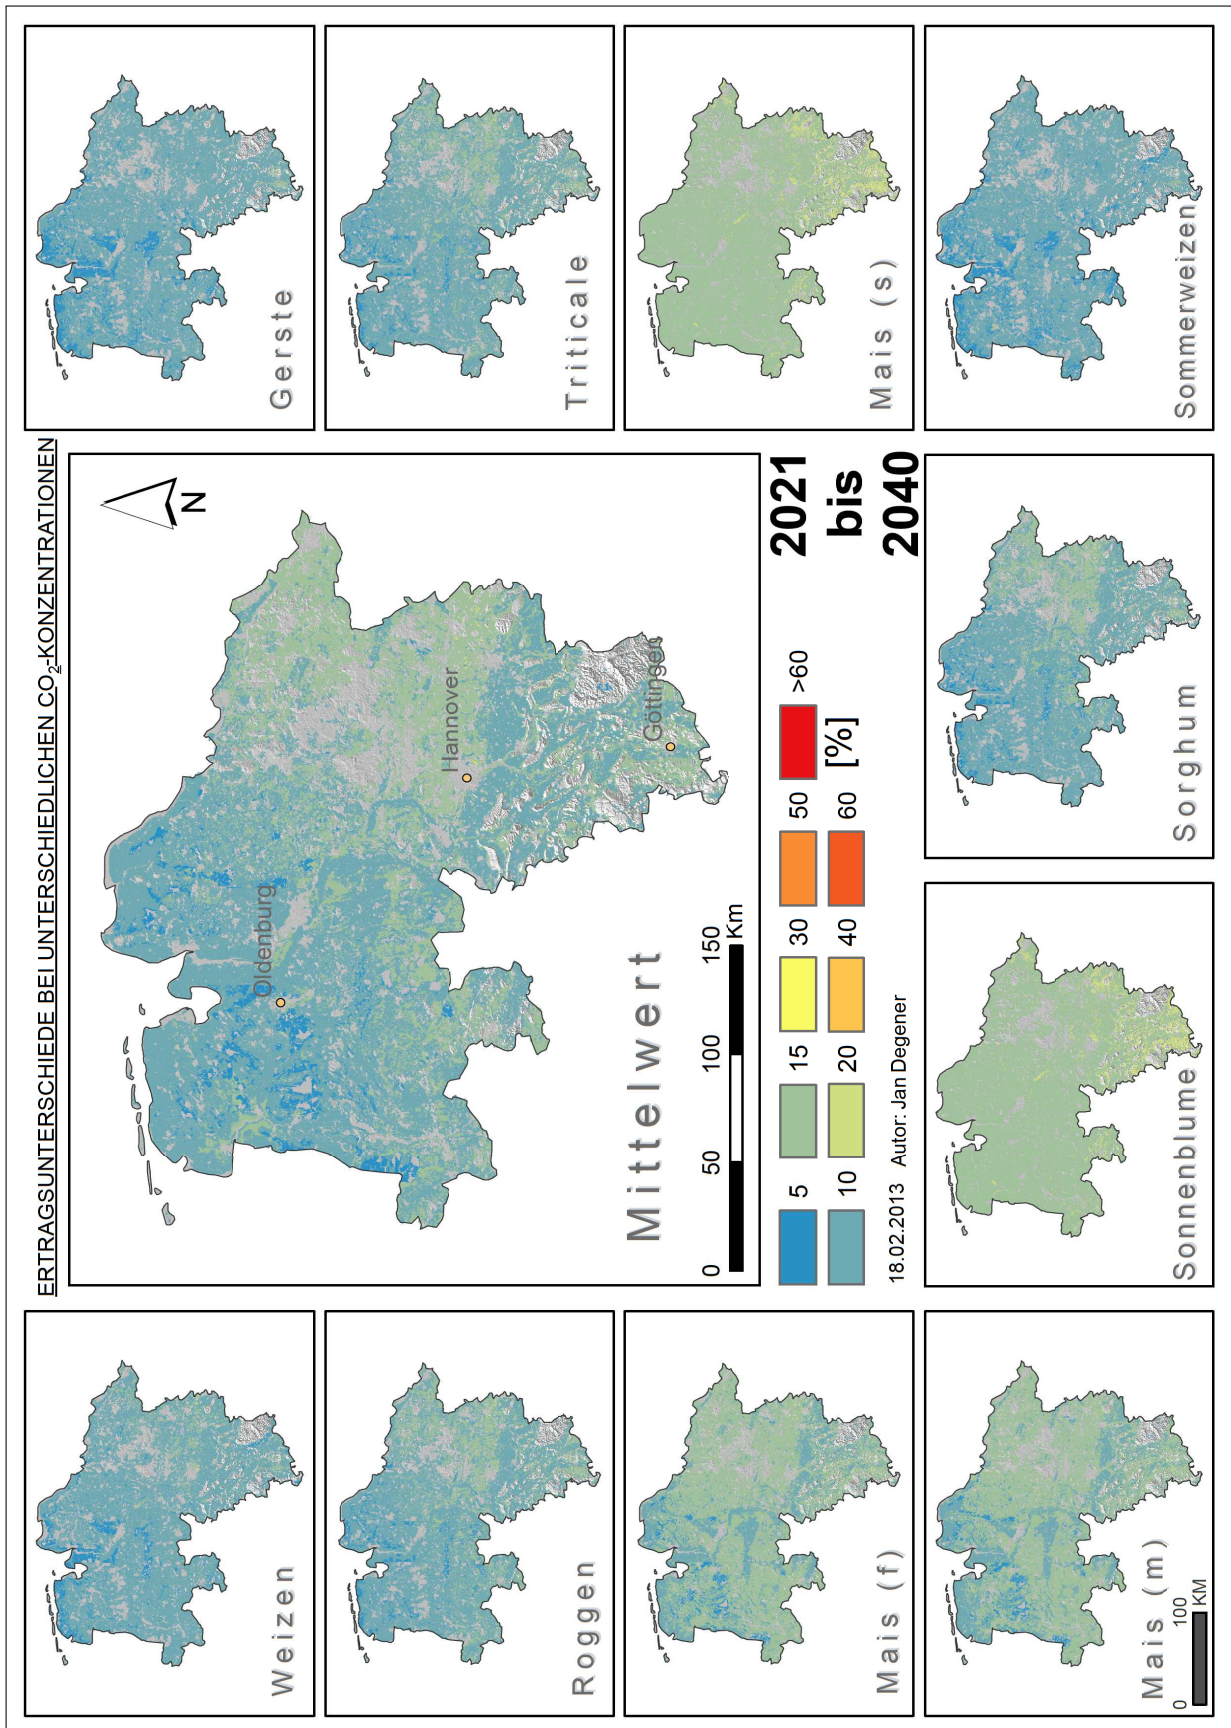 ERTRAGSUNTERSCHIEDE BEI UNTERSCHIEDLICHEN CO₂-KONZENTRATIONEN
Weizen
Roggen
Mais (f)
Mais (m)
0 100
KM
N
Oldenburg
Hannover
Göttingen
Mittelwert
0 50 100 150
Km
5 15 30 50 >60
10 20 40 60 [%]
18.02.2013 Autor: Jan Degener
2021
bis
2040
Sonnenblume
Sorghum
Gerste
Triticale
Mais (s)
Sommerweizen